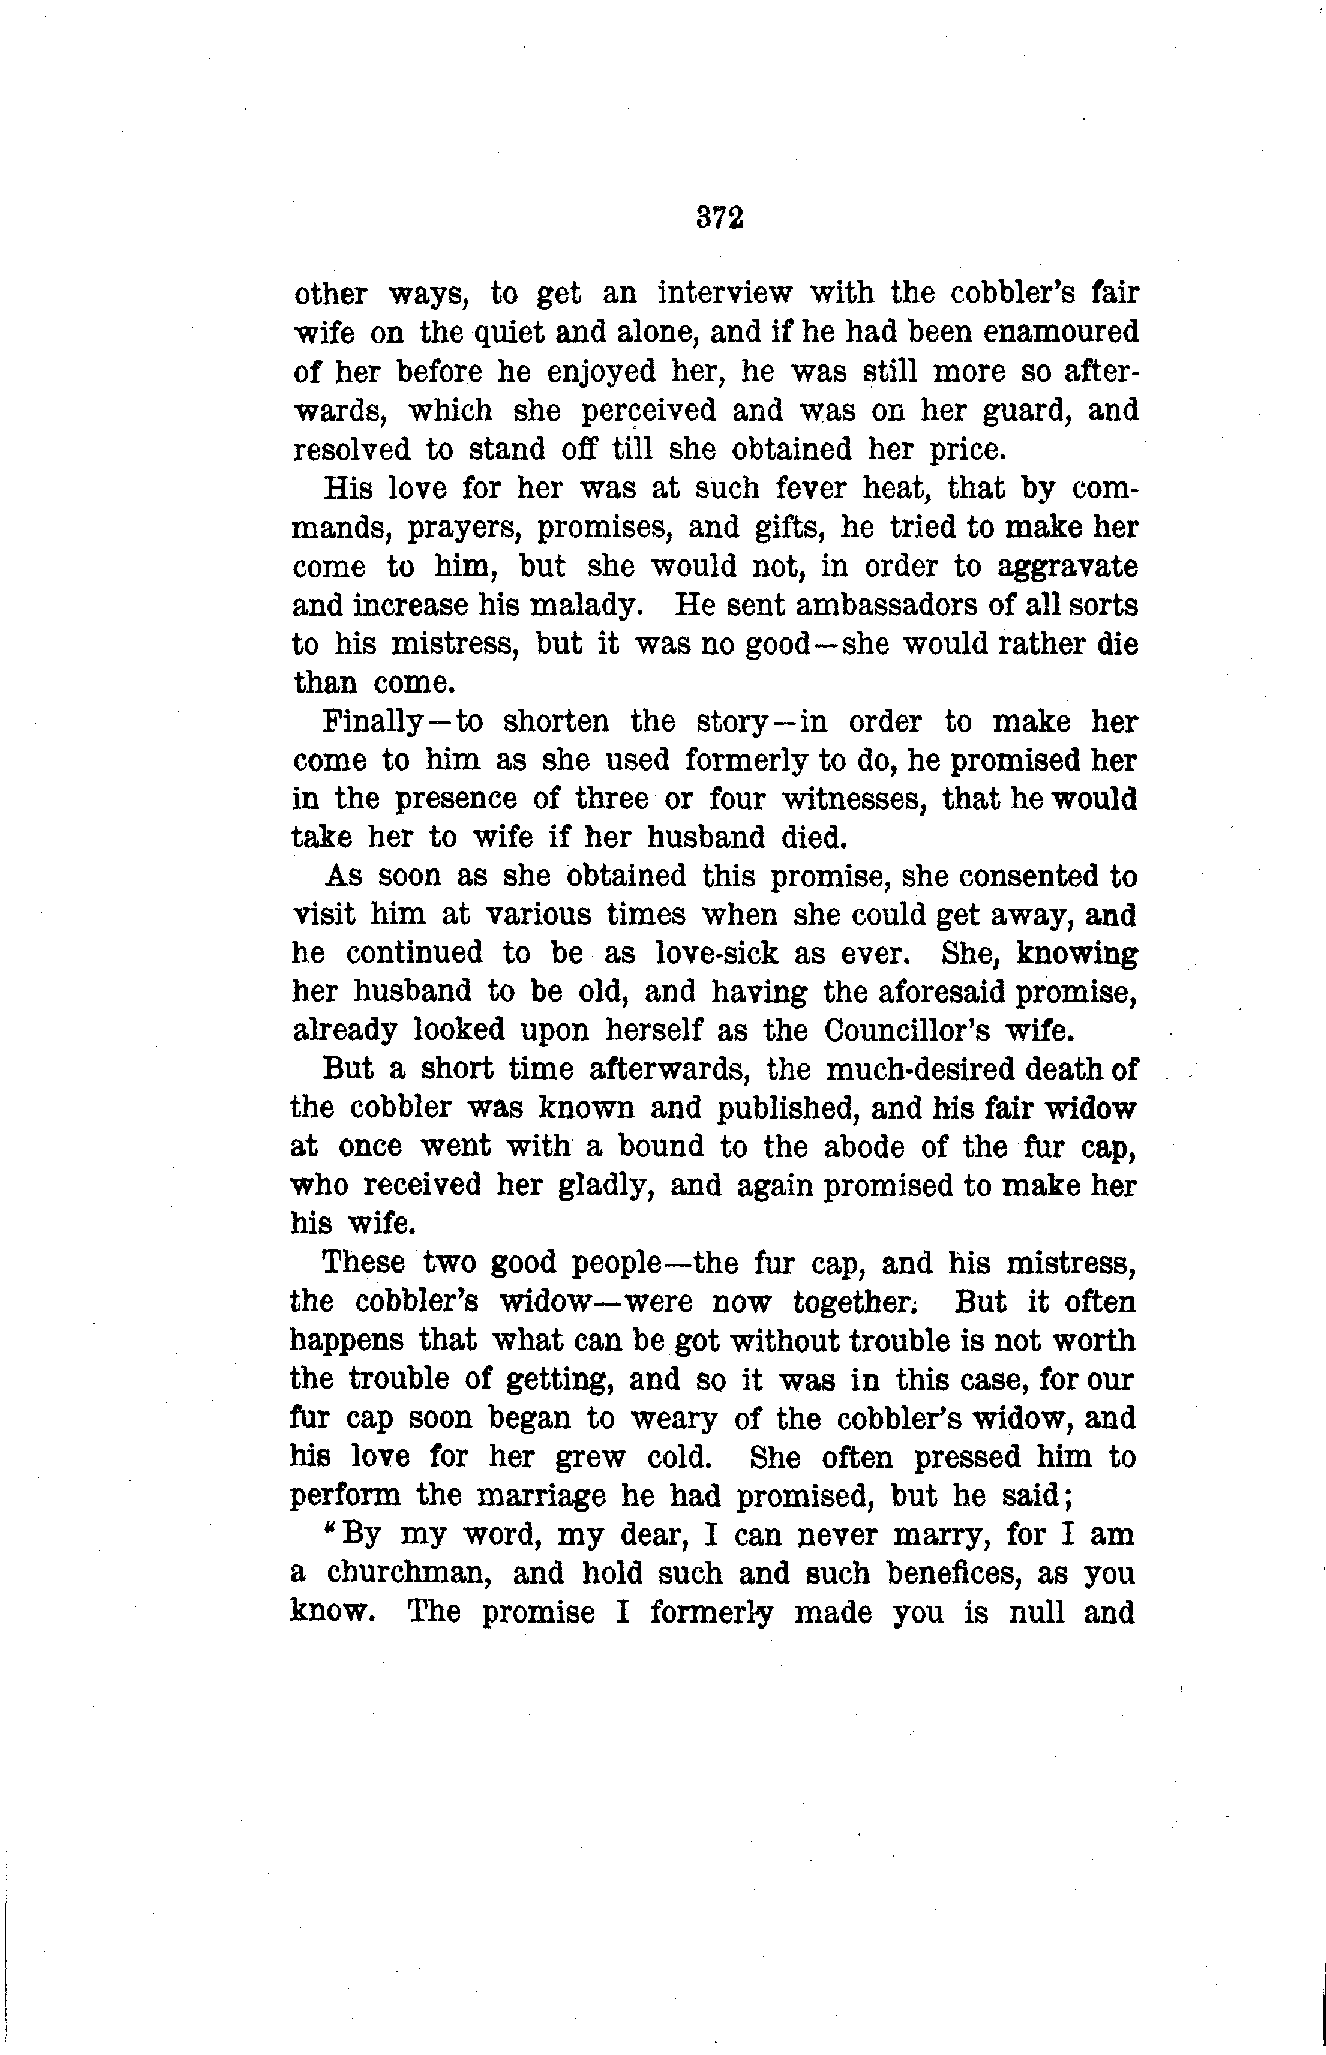 372
other ways, to get an interview with the cobbler's fair
wife on the quiet and alone, and if he had been enamoured
of her before he enjoyed her, he was still more so after-
wards, which she perceived and was on her guard, and
resolved to stand off till she obtained her price.
His love for her was at such fever heat, that by com-
mands, prayers, promises, and gifts, he tried to make her
come to him, but she would not, in order to aggravate
and increase his malady. He sent ambassadors of all sorts
to his mistress, but it was no good—she would rather die
than come.
Finally—to shorten the story—in order to make her
come to him as she used formerly to do, he promised her
in the presence of three or four witnesses, that he would
take her to wife if her husband died.
As soon as she obtained this promise, she consented to
visit him at various times when she could get away, and
he continued to be as love-sick as ever. She, knowing
her husband to be old, and having the aforesaid promise,
already looked upon herself as the Councillor's wife.
But a short time afterwards, the much-desired death of
the cobbler was known and published, and his fair widow
at once went with a bound to the abode of the fur cap,
who received her gladly, and again promised to make her
his wife.
These two good people—the fur cap, and his mistress,
the cobbler's widow—were now together. But it often
happens that what can be got without trouble is not worth
the trouble of getting, and so it was in this case, for our
fur cap soon began to weary of the cobbler's widow, and
his love for her grew cold. She often pressed him to
perform the marriage he had promised, but he said;
"By my word, my dear, I can never marry, for I am
a churchman, and hold such and such benefices, as you
know. The promise I formerly made you is null and